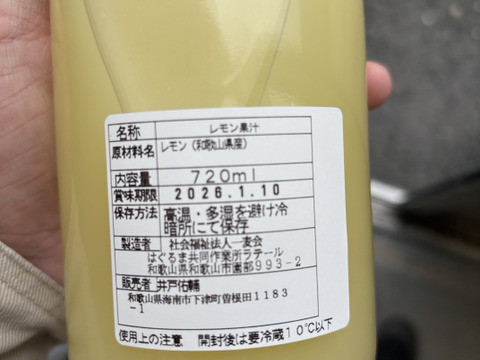 名称 レモン果汁
原材料名 レモン（和歌山県産）
内容量 720ml
賞味期限 2026.1.10
保存方法 高温・多湿を避け冷
暗所にて保存
製造者 社会福祉法人一麦会
はぐるま共同作業所ラテール
和歌山県和歌山市園部993-2
販売者 井戸佑輔
和歌山県海南市下津町曽根田1183
-1
使用上の注意 開封後は要冷蔵10℃以下